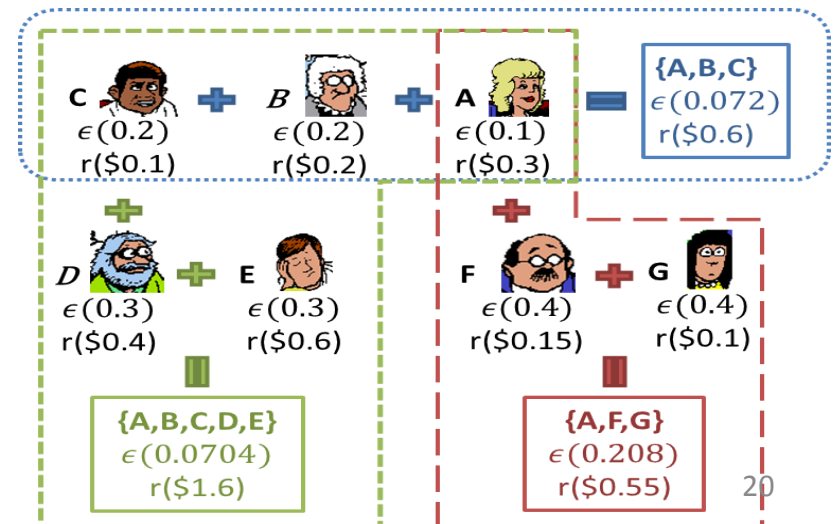 C B A {A,B,C}
ϵ(0.2) ϵ(0.2) ϵ(0.1) ϵ(0.072)
r($0.1) r($0.2) r($0.3) r($0.6)
D E F G
ϵ(0.3) ϵ(0.3) ϵ(0.4) ϵ(0.4)
r($0.4) r($0.6) r($0.15) r($0.1)
{A,B,C,D,E} {A,F,G}
ϵ(0.0704) ϵ(0.208)
r($1.6) r($0.55)
20